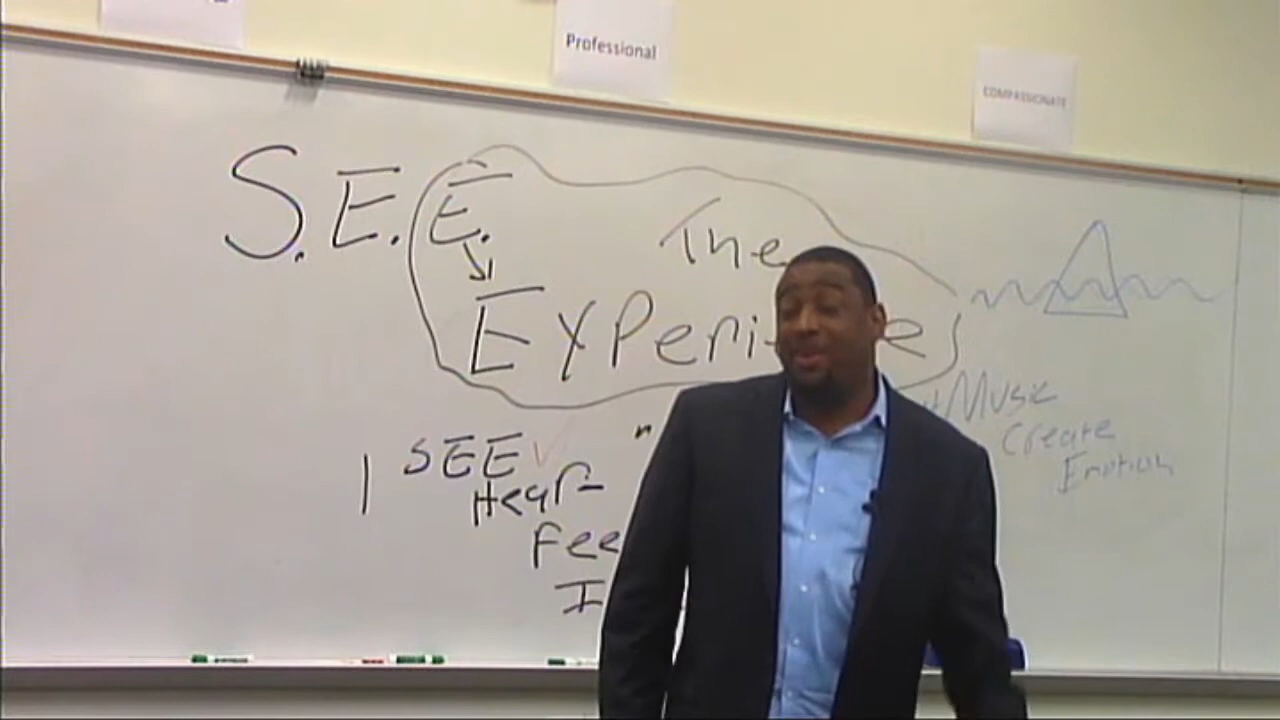 Professional
COMPASSIONATE
S.E.E.
The
Experi
e
I SEE
Hear
Fee
I
Music
Create
Emotion